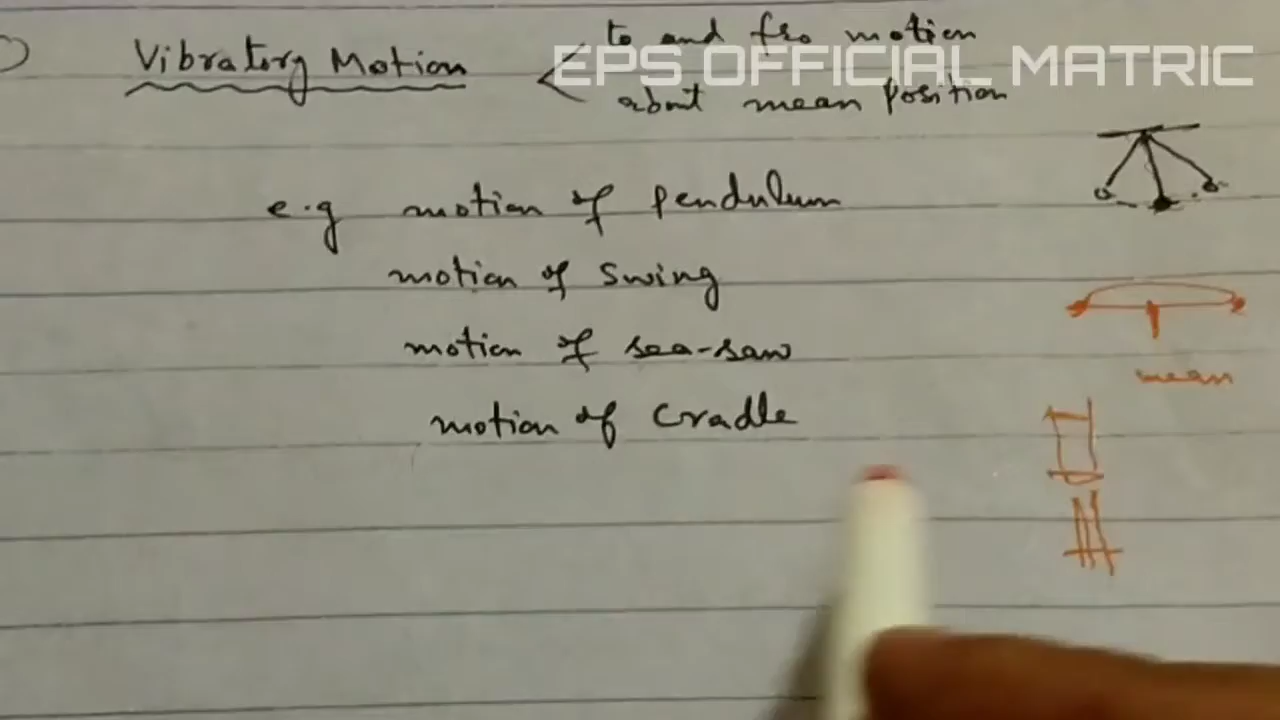 Vibratory Motion
to and fro motion
EPS OFFICIAL MATRIC
about mean position
e.g motion of pendulum
motion of swing
motion of sea-saw
mean
motion of cradle